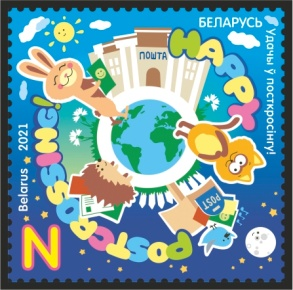 БЕЛАРУСЬ
Удачы ў посткросінгу!
ПОШТА
HAPPY
POSTCROSSING!
POST
Belarus 2021
N